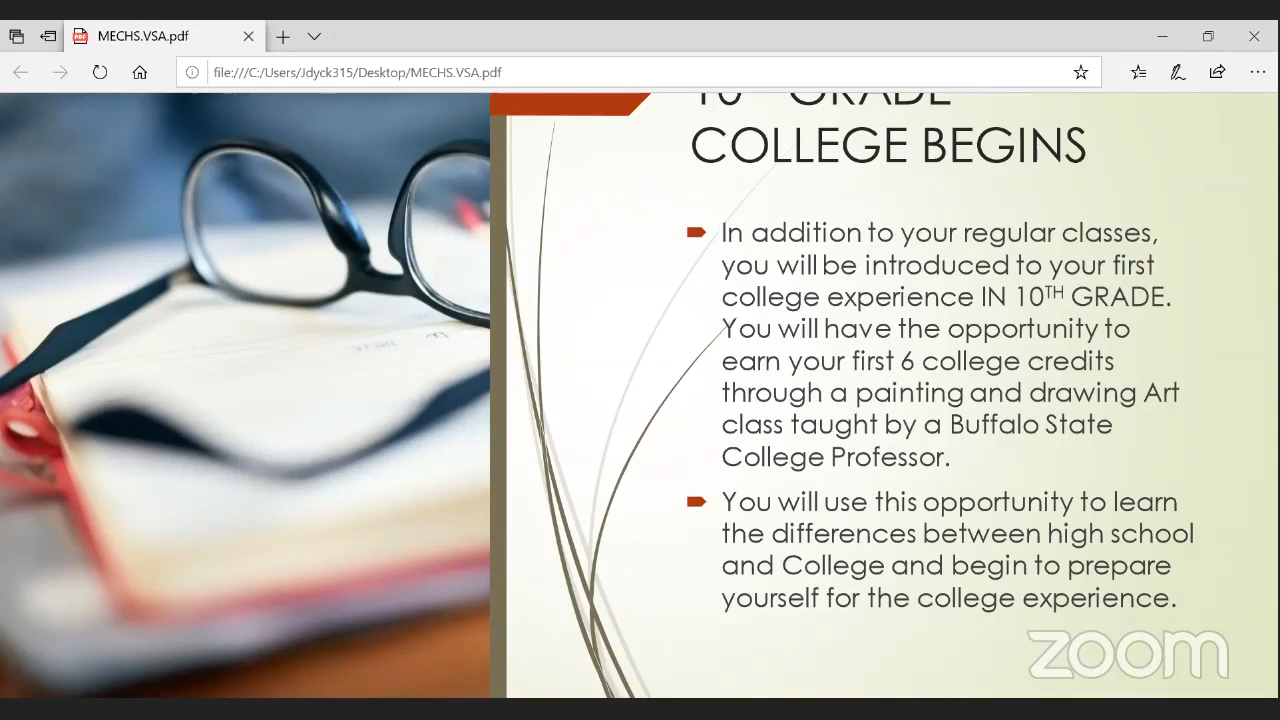 MECHS.VSA.pdf
file:///C:/Users/Jdyck315/Desktop/MECHS.VSA.pdf
10TH GRADE
COLLEGE BEGINS
In addition to your regular classes,
you will be introduced to your first
college experience IN 10TH GRADE.
You will have the opportunity to
earn your first 6 college credits
through a painting and drawing Art
class taught by a Buffalo State
College Professor.
You will use this opportunity to learn
the differences between high school
and College and begin to prepare
yourself for the college experience.
zoom